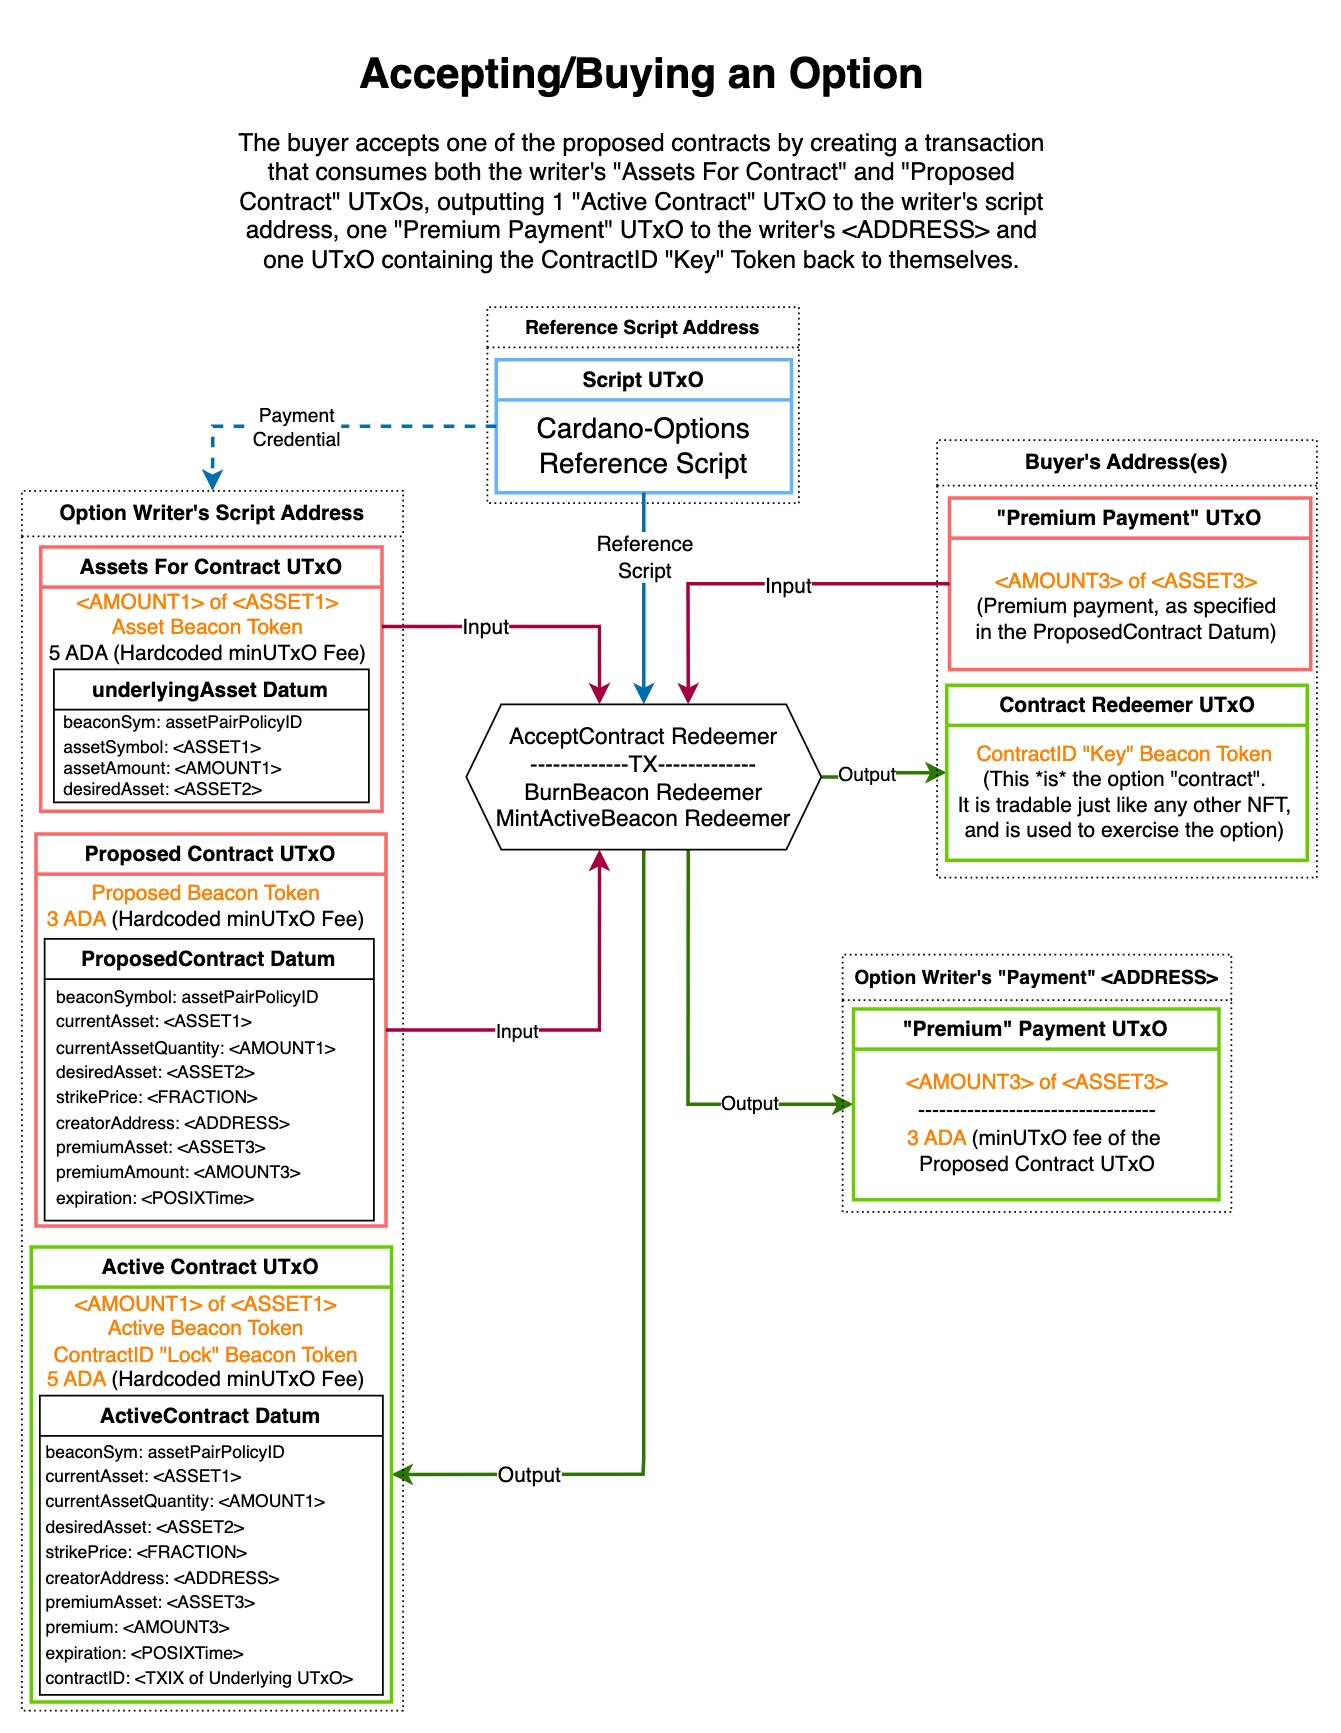 Accepting/Buying an Option
The buyer accepts one of the proposed contracts by creating a transaction
that consumes both the writer's "Assets For Contract" and "Proposed
Contract" UTxOs, outputting 1 "Active Contract" UTxO to the writer's script
address, one "Premium Payment" UTxO to the writer's <ADDRESS> and
one UTxO containing the ContractID "Key" Token back to themselves.
Reference Script Address
Script UTxO
Cardano-Options
Reference Script
Payment
Credential
Reference
Script
Option Writer's Script Address
Assets For Contract UTxO
<AMOUNT1> of <ASSET1>
Asset Beacon Token
5 ADA (Hardcoded minUTxO Fee)
underlyingAsset Datum
beaconSym: assetPairPolicyID
assetSymbol: <ASSET1>
assetAmount: <AMOUNT1>
desiredAsset: <ASSET2>
Input
Proposed Contract UTxO
Proposed Beacon Token
3 ADA (Hardcoded minUTxO Fee)
ProposedContract Datum
beaconSymbol: assetPairPolicyID
currentAsset: <ASSET1>
currentAssetQuantity: <AMOUNT1>
desiredAsset: <ASSET2>
strikePrice: <FRACTION>
creatorAddress: <ADDRESS>
premiumAsset: <ASSET3>
premiumAmount: <AMOUNT3>
expiration: <POSIXTime>
Input
Active Contract UTxO
<AMOUNT1> of <ASSET1>
Active Beacon Token
ContractID "Lock" Beacon Token
5 ADA (Hardcoded minUTxO Fee)
ActiveContract Datum
beaconSym: assetPairPolicyID
currentAsset: <ASSET1>
currentAssetQuantity: <AMOUNT1>
desiredAsset: <ASSET2>
strikePrice: <FRACTION>
creatorAddress: <ADDRESS>
premiumAsset: <ASSET3>
premium: <AMOUNT3>
expiration: <POSIXTime>
contractID: <TXIX of Underlying UTxO>
Output
AcceptContract Redeemer
-------------TX-------------
BurnBeacon Redeemer
MintActiveBeacon Redeemer
Buyer's Address(es)
"Premium Payment" UTxO
<AMOUNT3> of <ASSET3>
(Premium payment, as specified
in the ProposedContract Datum)
Input
Contract Redeemer UTxO
ContractID "Key" Beacon Token
(This *is* the option "contract".
It is tradable just like any other NFT,
and is used to exercise the option)
Output
Option Writer's "Payment" <ADDRESS>
"Premium" Payment UTxO
<AMOUNT3> of <ASSET3>
----------------------------------
3 ADA (minUTxO fee of the
Proposed Contract UTxO
Output